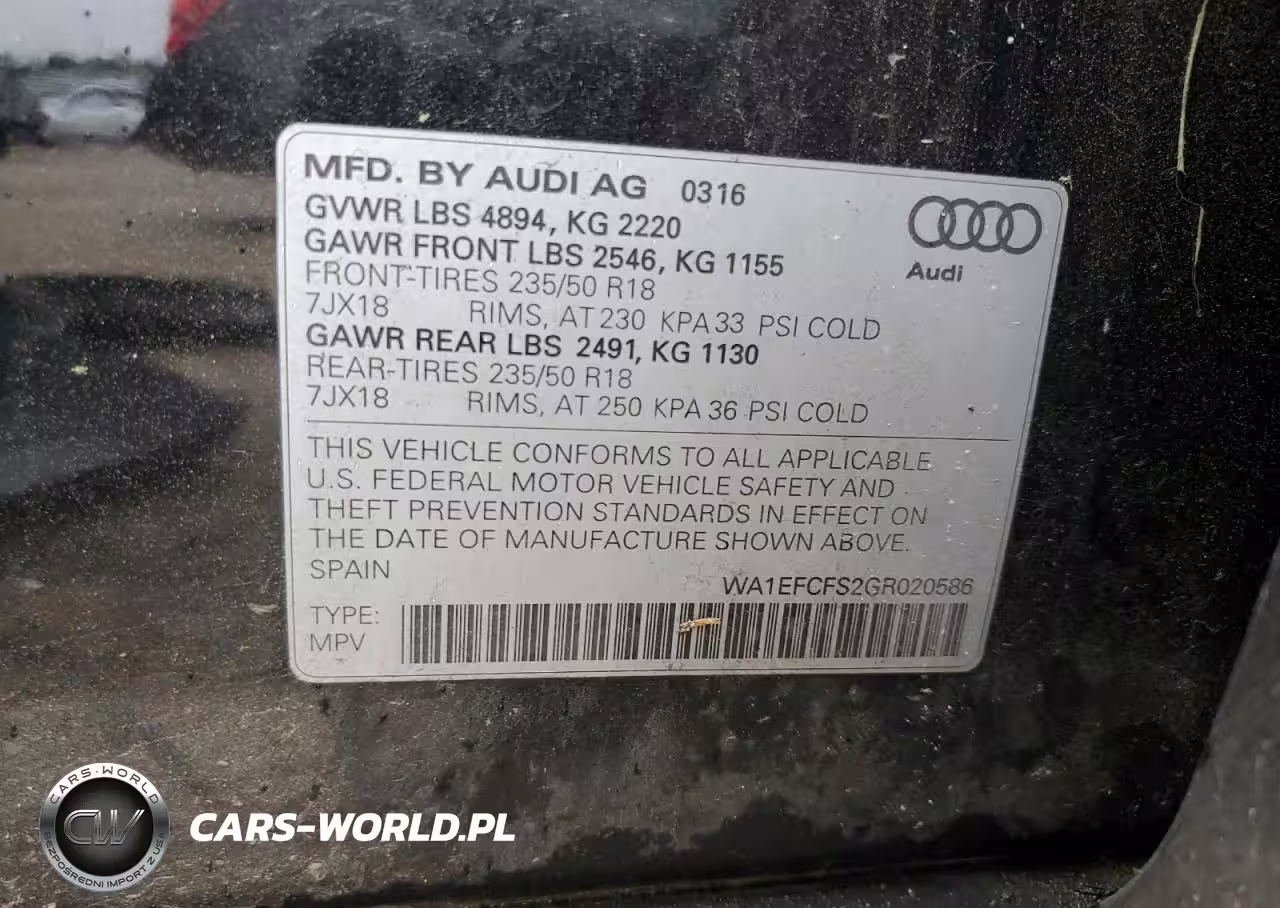 MFD. BY AUDI AG 0316
GVWR LBS 4894, KG 2220
GAWR FRONT LBS 2546, KG 1155
FRONT-TIRES 235/50 R18
7JX18 RIMS, AT 230 KPA 33 PSI COLD
GAWR REAR LBS 2491, KG 1130
REAR-TIRES 235/50 R18
7JX18 RIMS, AT 250 KPA 36 PSI COLD
Audi
THIS VEHICLE CONFORMS TO ALL APPLICABLE
U.S. FEDERAL MOTOR VEHICLE SAFETY AND
THEFT PREVENTION STANDARDS IN EFFECT ON
THE DATE OF MANUFACTURE SHOWN ABOVE.
SPAIN
WA1EFCFS2GR020586
TYPE:
MPV
CARS-WORLD
CW
BEZPOŚREDNI IMPORT Z USA
CARS-WORLD.PL